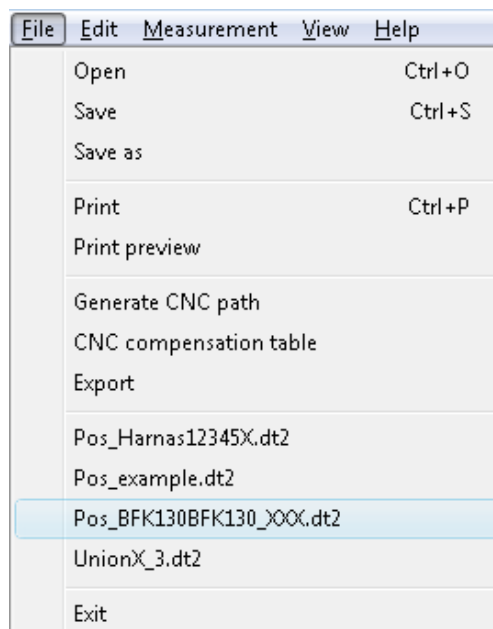 File Edit Measurement View Help
Open Ctrl+O
Save Ctrl+S
Save as
Print Ctrl+P
Print preview
Generate CNC path
CNC compensation table
Export
Pos_Harnas12345X.dt2
Pos_example.dt2
Pos_BFK130BFK130_XXX.dt2
UnionX_3.dt2
Exit